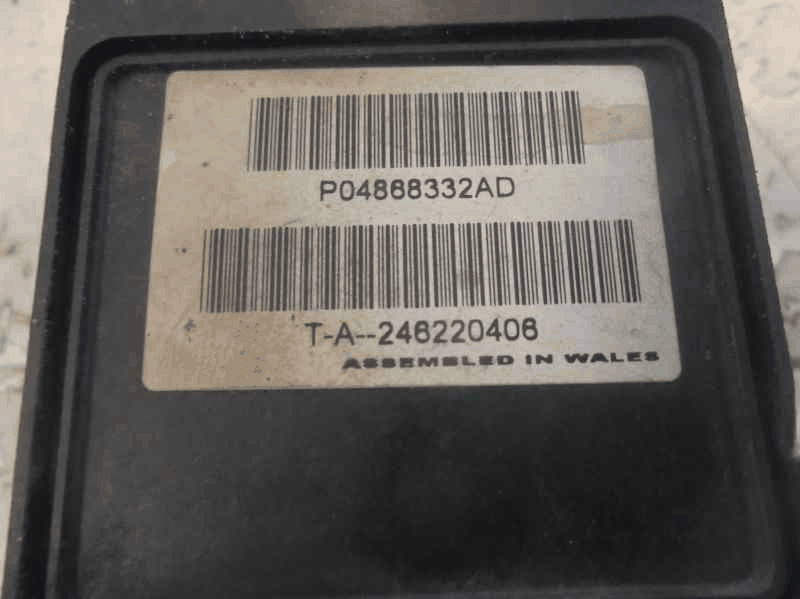 P04868332AD
T-A--246220406
ASSEMBLED IN WALES